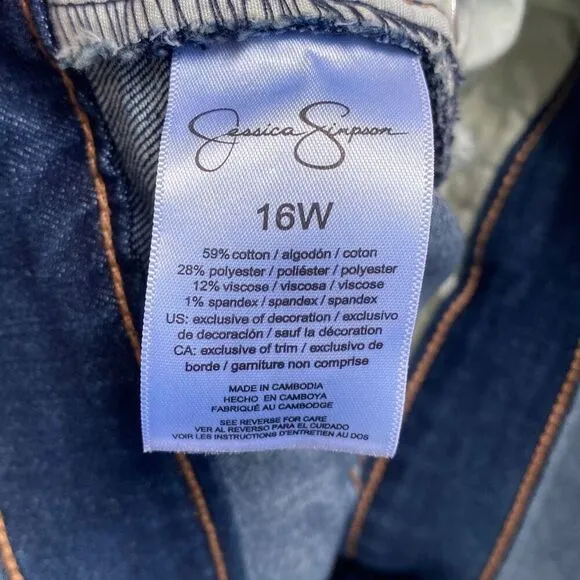 Jessica Simpson
16W
59% cotton / algodón / coton
28% polyester / poliéster / polyester
12% viscose / viscosa / viscose
1% spandex / spandex / spandex
US: exclusive of decoration / exclusivo
de decoración / sauf la décoration
CA: exclusive of trim / exclusivo de
borde / garniture non comprise
MADE IN CAMBODIA
HECHO EN CAMBOYA
FABRIQUÉ AU CAMBODGE
SEE REVERSE FOR CARE
VER AL REVERSO PARA EL CUIDADO
VOIR LES INSTRUCTIONS D'ENTRETIEN AU DOS